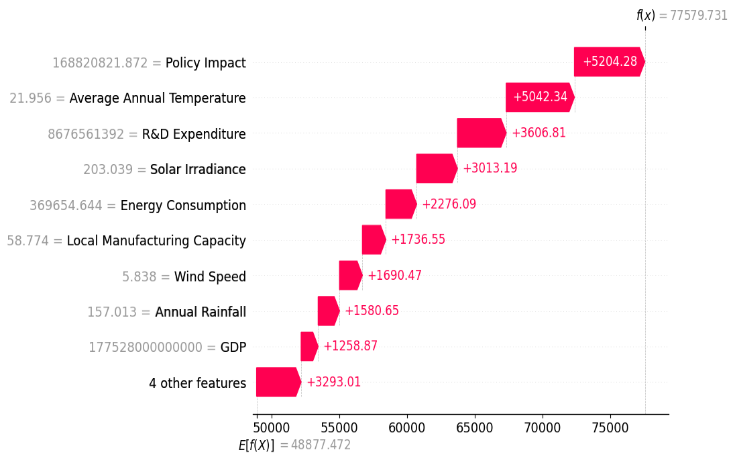 f(x) = 77579.731
168820821.872 = Policy Impact +5204.28
21.956 = Average Annual Temperature +5042.34
8676561392 = R&D Expenditure +3606.81
203.039 = Solar Irradiance +3013.19
369654.644 = Energy Consumption +2276.09
58.774 = Local Manufacturing Capacity +1736.55
5.838 = Wind Speed +1690.47
157.013 = Annual Rainfall +1580.65
177528000000000 = GDP +1258.87
4 other features +3293.01
50000 55000 60000 65000 70000 75000
E[f(X)] = 48877.472